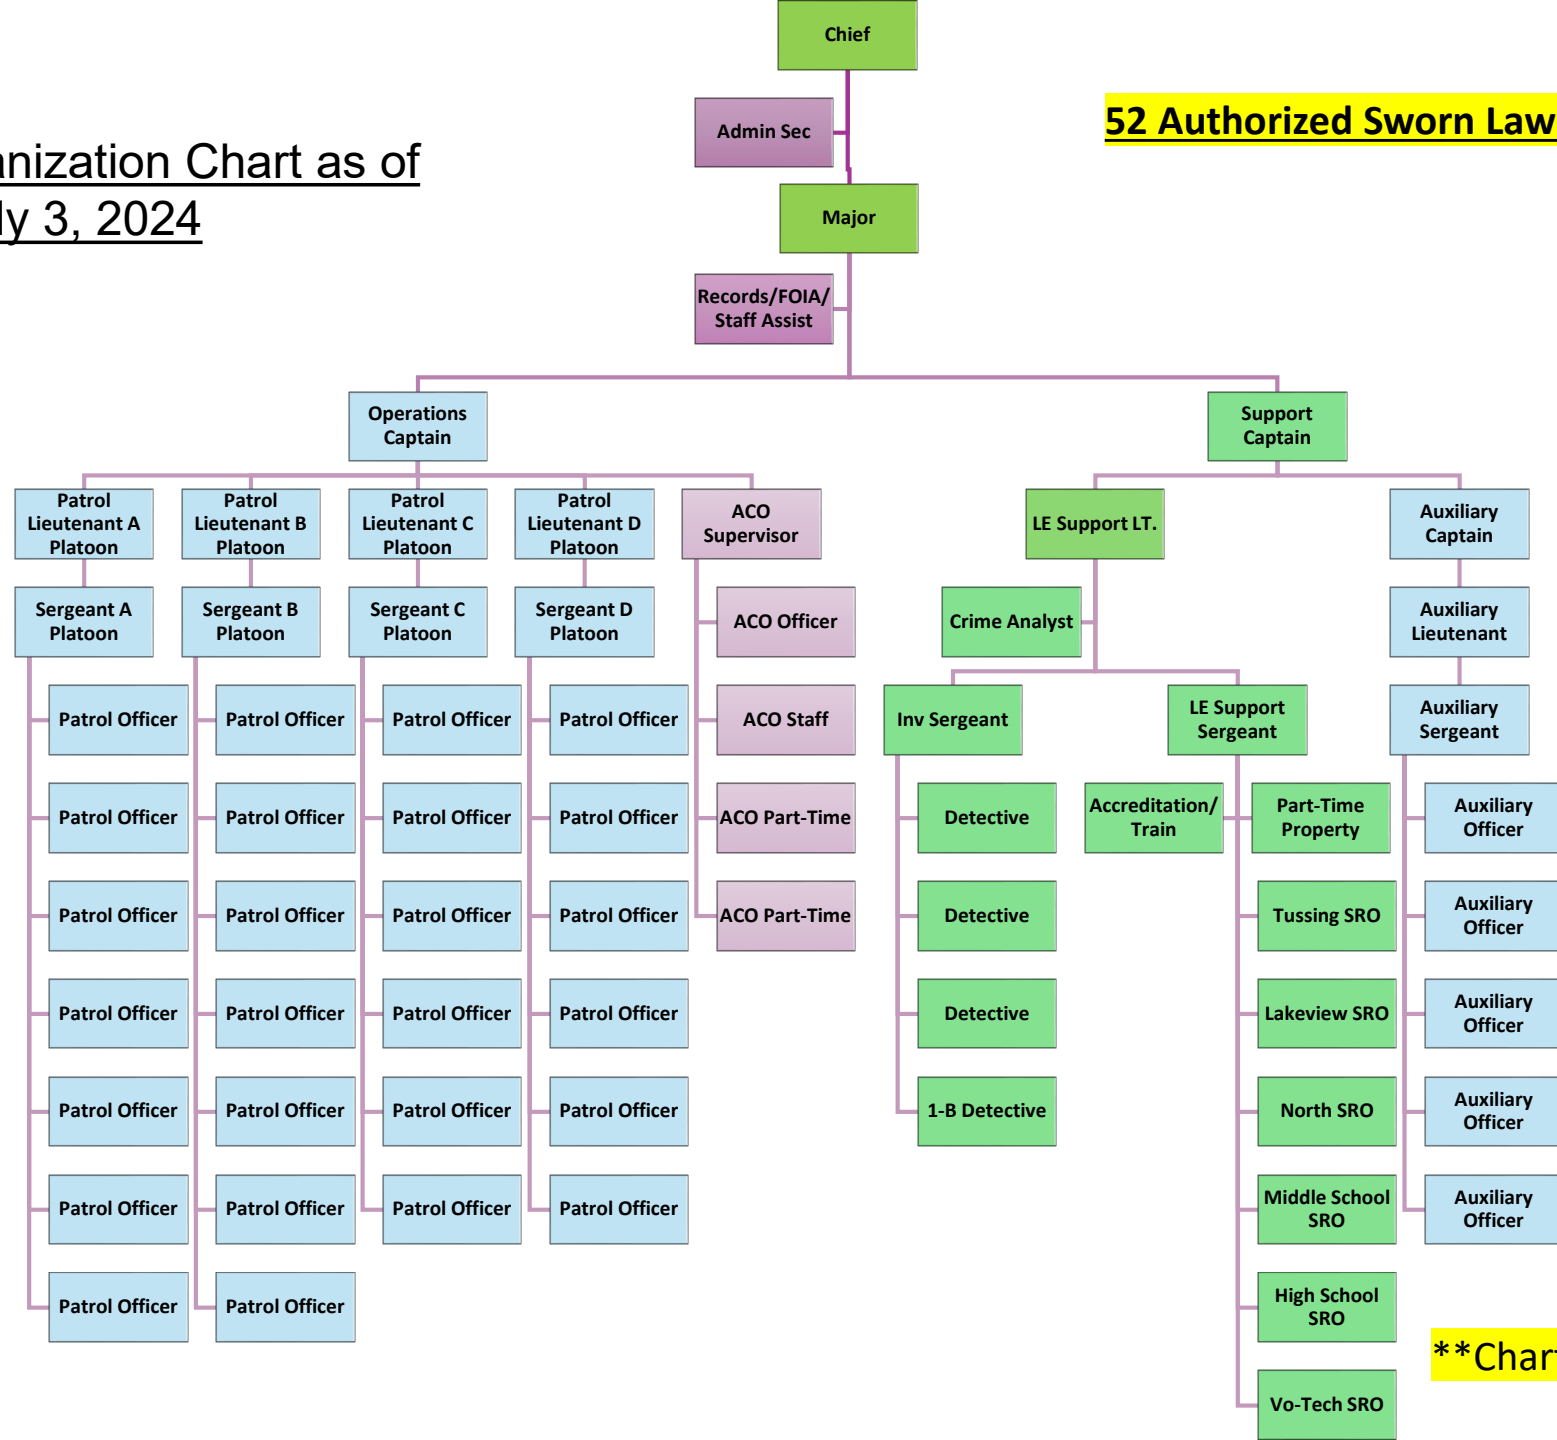 Chief
52 Authorized Sworn Law
Admin Sec
anization Chart as of
ly 3, 2024
Major
Records/FOIA/
Staff Assist
Operations
Captain
Support
Captain
Patrol
Lieutenant A
Platoon
Patrol
Lieutenant B
Platoon
Patrol
Lieutenant C
Platoon
Patrol
Lieutenant D
Platoon
ACO
Supervisor
LE Support LT.
Auxiliary
Captain
Sergeant A
Platoon
Sergeant B
Platoon
Sergeant C
Platoon
Sergeant D
Platoon
ACO Officer
Crime Analyst
Auxiliary
Lieutenant
Patrol Officer
Patrol Officer
Patrol Officer
Patrol Officer
ACO Staff
Inv Sergeant
LE Support
Sergeant
Auxiliary
Sergeant
Patrol Officer
Patrol Officer
Patrol Officer
Patrol Officer
ACO Part-Time
Detective
Accreditation/
Train
Part-Time
Property
Auxiliary
Officer
Patrol Officer
Patrol Officer
Patrol Officer
Patrol Officer
ACO Part-Time
Detective
Tussing SRO
Auxiliary
Officer
Patrol Officer
Patrol Officer
Patrol Officer
Patrol Officer
Detective
Lakeview SRO
Auxiliary
Officer
Patrol Officer
Patrol Officer
Patrol Officer
Patrol Officer
1-B Detective
North SRO
Auxiliary
Officer
Patrol Officer
Patrol Officer
Patrol Officer
Patrol Officer
Middle School
SRO
Auxiliary
Officer
Patrol Officer
Patrol Officer
High School
SRO
**Chart
Vo-Tech SRO